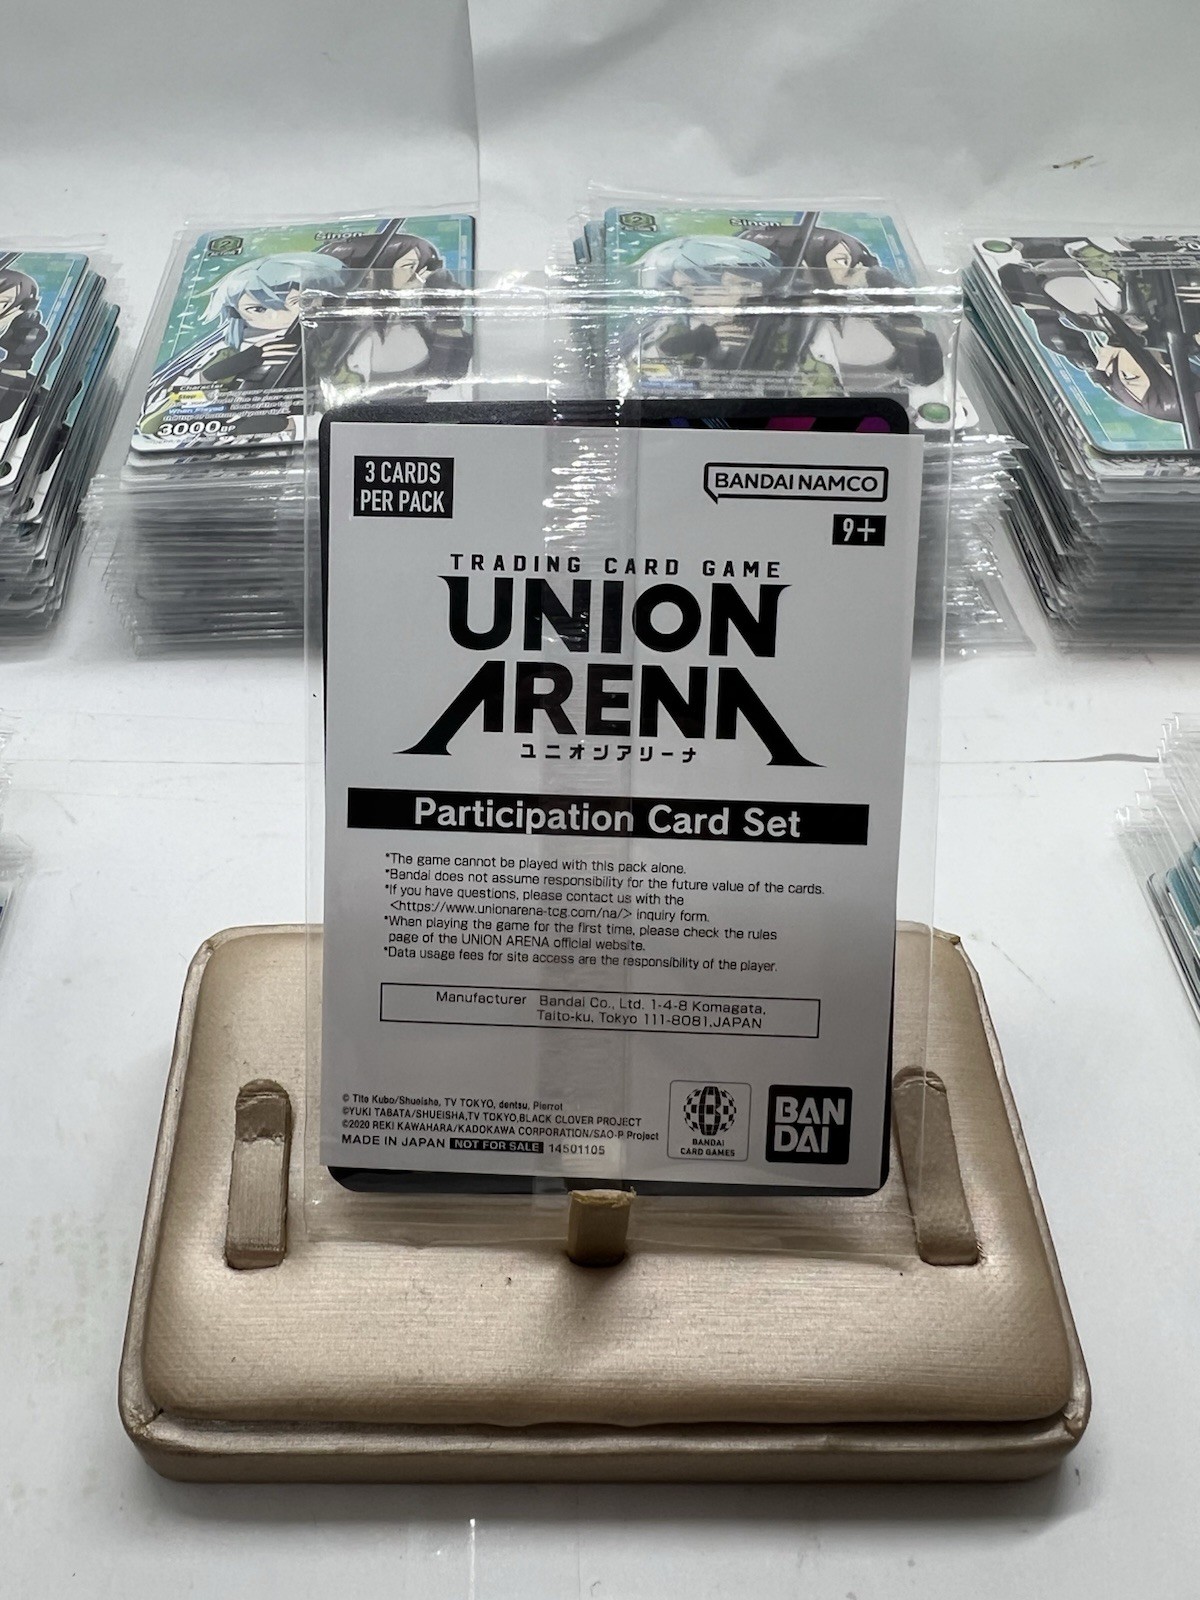 Sinon
Sinon
2
2
Character
When Played
3000BP
3 CARDS
PER PACK
BANDAI NAMCO
9+
TRADING CARD GAME
UNION
ARENA
ユニオンアリーナ
Participation Card Set
*The game cannot be played with this pack alone.
*Bandai does not assume responsibility for the future value of the cards.
*If you have questions, please contact us with the
<https://www.unionarena-tcg.com/na/> inquiry form.
*When playing the game for the first time, please check the rules
page of the UNION ARENA official website.
*Data usage fees for site access are the responsibility of the player.
Manufacturer Bandai Co., Ltd. 1-4-8 Komagata,
Taito-ku, Tokyo 111-8081,JAPAN
© Tite Kubo/Shueisha, TV TOKYO, dentsu, Pierrot
©YUKI TABATA/SHUEISHA,TV TOKYO,BLACK CLOVER PROJECT
©2020 REKI KAWAHARA/KADOKAWA CORPORATION/SAO-P Project
MADE IN JAPAN NOT FOR SALE 14501105
BANDAI
CARD GAMES
BAN
DAI